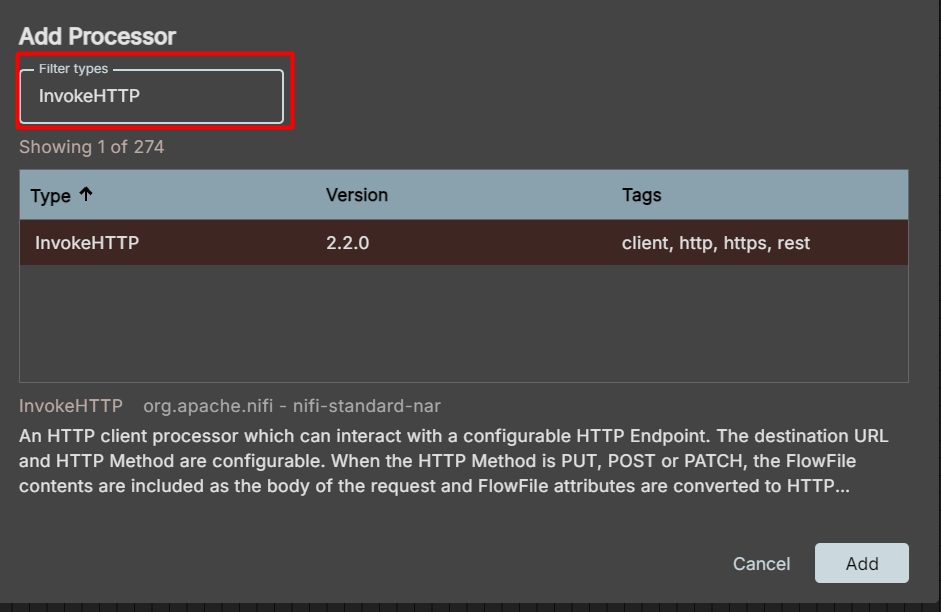 Add Processor
Filter types
InvokeHTTP
Showing 1 of 274
Type ↑ Version Tags
InvokeHTTP 2.2.0 client, http, https, rest
InvokeHTTP org.apache.nifi - nifi-standard-nar
An HTTP client processor which can interact with a configurable HTTP Endpoint. The destination URL
and HTTP Method are configurable. When the HTTP Method is PUT, POST or PATCH, the FlowFile
contents are included as the body of the request and FlowFile attributes are converted to HTTP...
Cancel Add